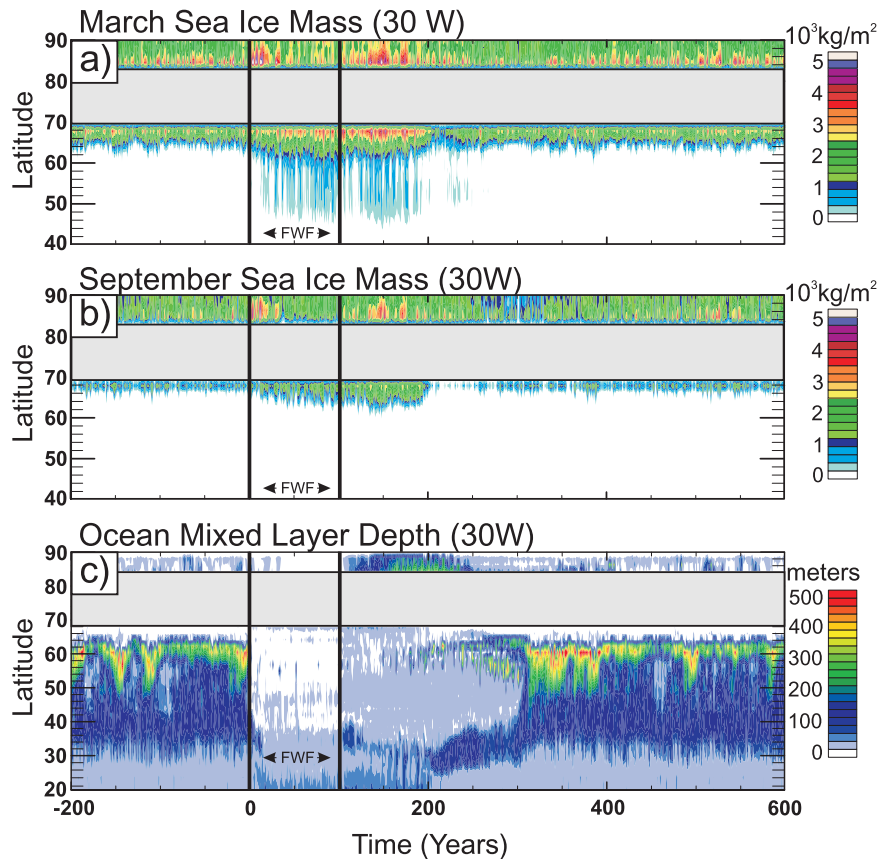 March Sea Ice Mass (30 W)
a)
90
80
70
60
50
40
Latitude
FWF
10³kg/m²
5
4
3
2
1
0
September Sea Ice Mass (30W)
b)
90
80
70
60
50
40
Latitude
FWF
10³kg/m²
5
4
3
2
1
0
Ocean Mixed Layer Depth (30W)
c)
90
80
70
60
50
40
30
20
Latitude
FWF
meters
500
400
300
200
100
0
-200 0 200 400 600
Time (Years)